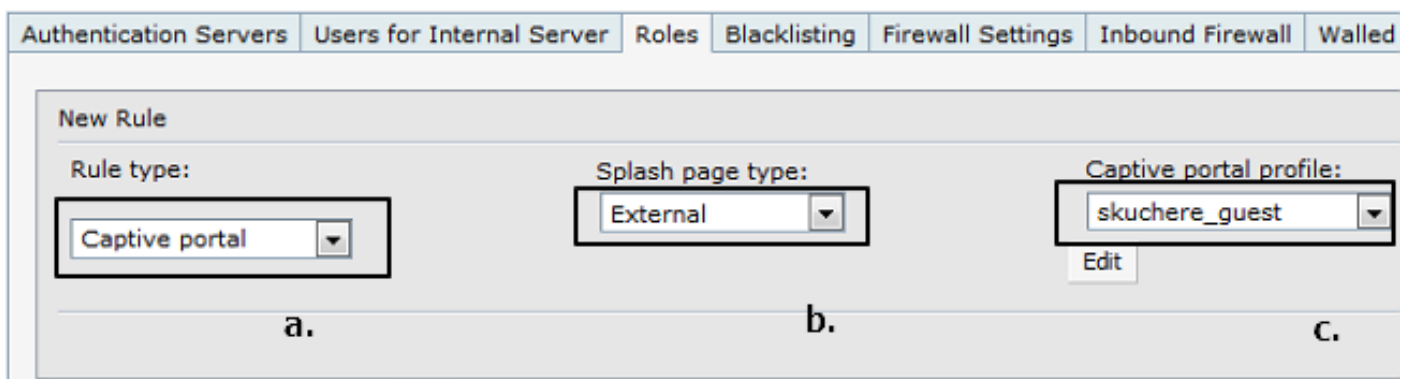 Authentication Servers Users for Internal Server Roles Blacklisting Firewall Settings Inbound Firewall Walled
New Rule
Rule type: Splash page type: Captive portal profile:
Captive portal External skuchere_guest
Edit
a. b. c.